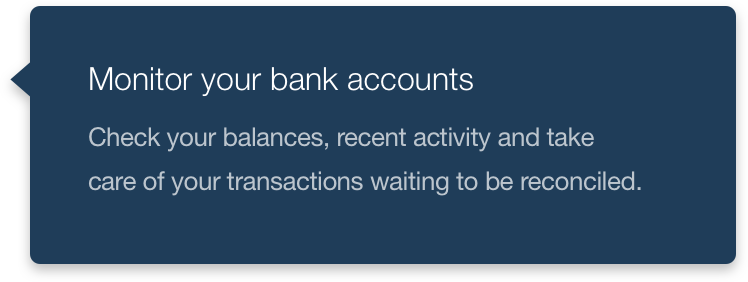 Monitor your bank accounts
Check your balances, recent activity and take
care of your transactions waiting to be reconciled.